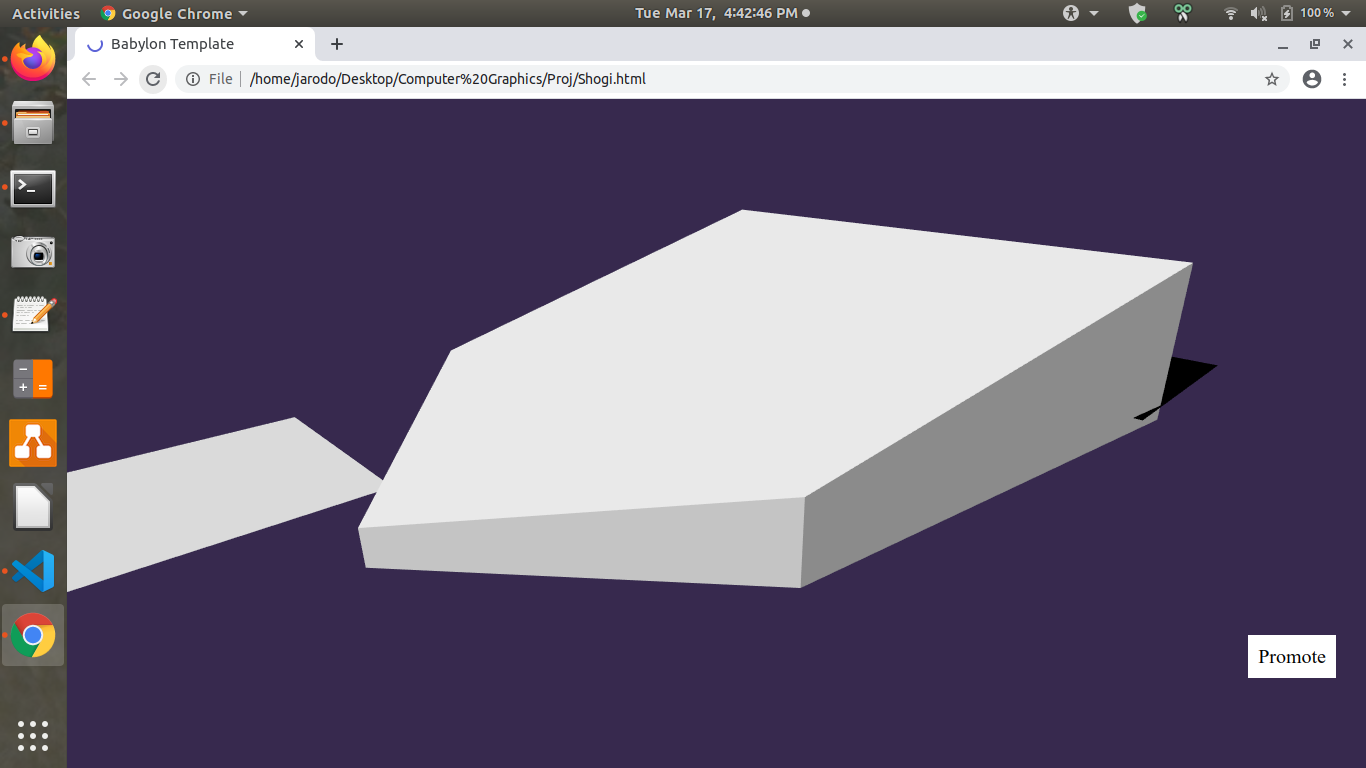 Activities
Google Chrome
Tue Mar 17, 4:42:46 PM
100 %
Babylon Template
File
/home/jarodo/Desktop/Computer%20Graphics/Proj/Shogi.html
Promote